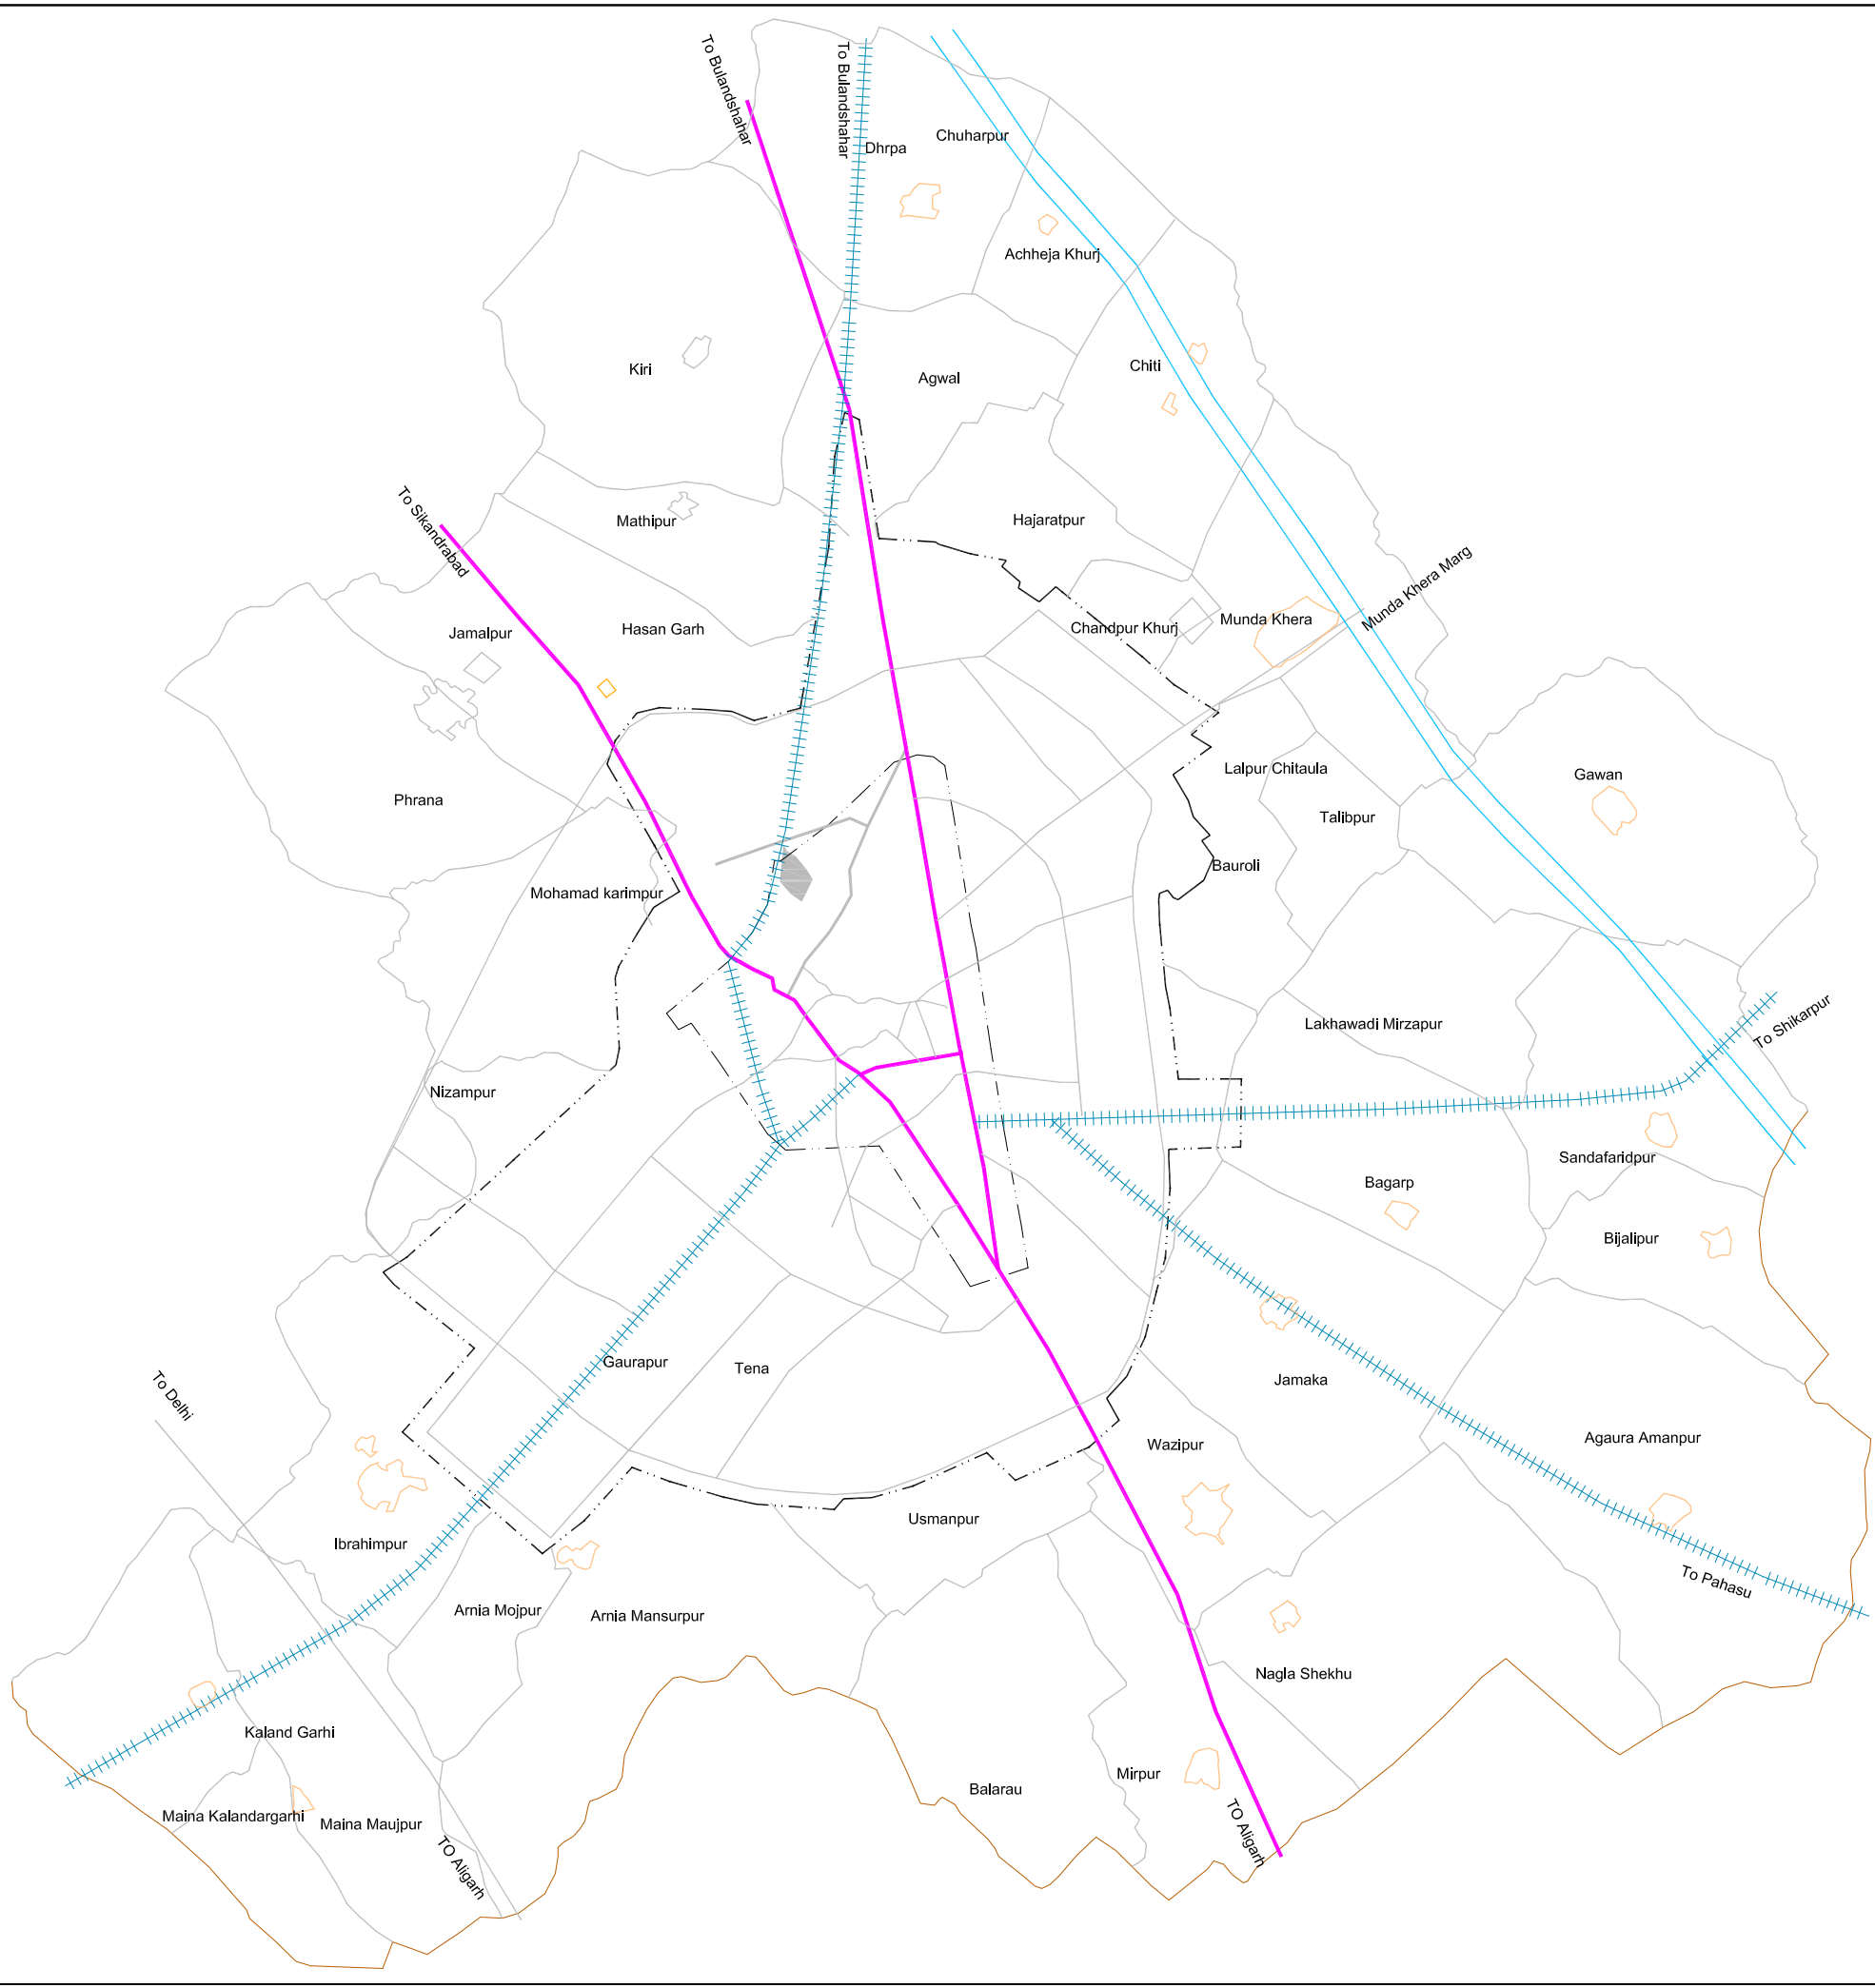 To Bulandshahar
To Bulandshahar
Chuharpur
Dhrpa
Achheja Khurj
Kiri
Agwal
Chiti
To Sikandrabad
Mathipur
Hajaratpur
Munda Khera Marg
Jamalpur
Hasan Garh
Chandpur Khurj
Munda Khera
Phrana
Lalpur Chitaula
Gawan
Talibpur
Mohamad karimpur
Bauroli
Lakhawadi Mirzapur
To Shikarpur
Nizampur
Sandafaridpur
Bagarp
Bijalipur
To Delhi
Gaurapur
Tena
Jamaka
Wazipur
Agaura Amanpur
Usmanpur
Ibrahimpur
To Pahasu
Arnia Mojpur
Arnia Mansurpur
Nagla Shekhu
Kaland Garhi
Mirpur
Balarau
Maina Kalandargarhi
Maina Maujpur
TO Aligarh
TO Aligarh